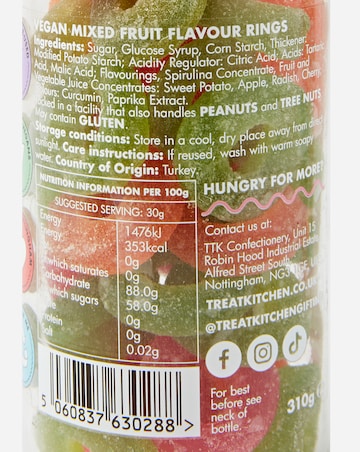 VEGAN MIXED FRUIT FLAVOUR RINGS
Ingredients: Sugar, Glucose Syrup, Corn Starch, Thickener:
Modified Potato Starch; Acidity Regulator: Citric Acid; Acids: Tartaric
Acid, Malic Acid; Flavourings, Spirulina Concentrate, Fruit and
Vegetable Juice Concentrates: Sweet Potato, Apple, Radish, Cherry,
Colours: Curcumin, Paprika Extract.
Packed in a facility that also handles PEANUTS and TREE NUTS
May contain GLUTEN.
Storage conditions: Store in a cool, dry place away from direct
sunlight. Care instructions: If reused, wash with warm soapy
water. Country of Origin: Turkey.
NUTRITION INFORMATION PER 100g
SUGGESTED SERVING: 30g
Energy 1476kJ
Energy 353kcal
0g
which saturates 0g
carbohydrate 88.0g
which sugars 58.0g
0g
protein 0g
Salt 0.02g
HUNGRY FOR MORE?
Contact us at:
TTK Confectionery, Unit 15
Robin Hood Industrial Estate
Alfred Street South,
Nottingham,
TREATKITCHEN.CO.UK
@TREATKITCHENGIFT
For best
before see
neck of
bottle.
310g
5 060837 630288 >